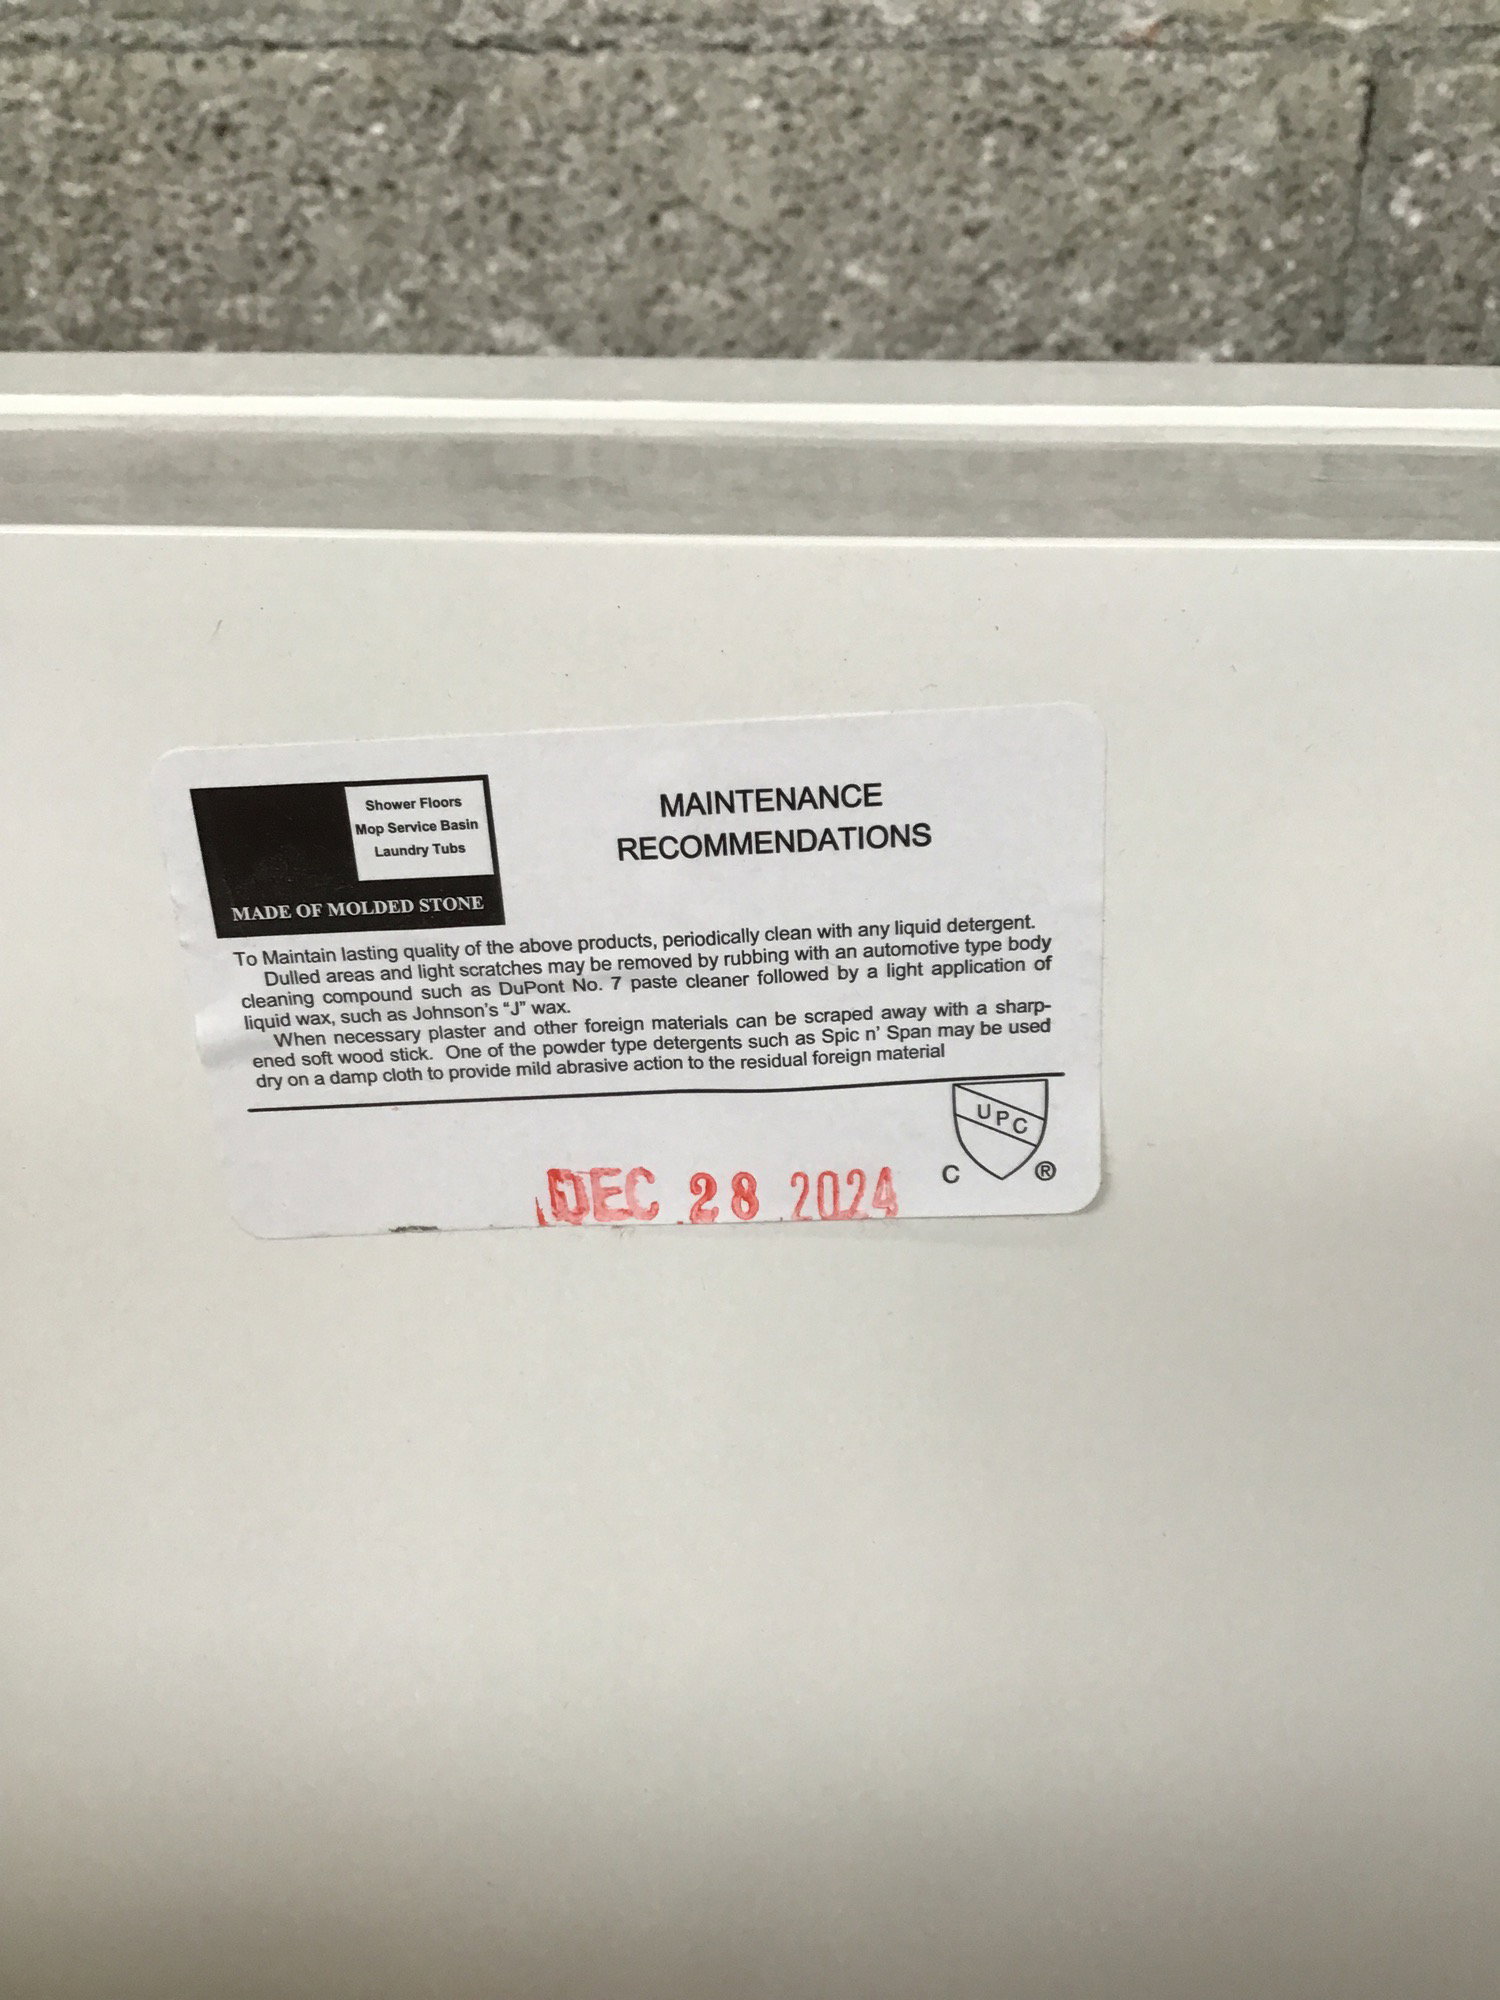 Shower Floors
Mop Service Basin
Laundry Tubs
MADE OF MOLDED STONE
MAINTENANCE
RECOMMENDATIONS
To Maintain lasting quality of the above products, periodically clean with any liquid detergent.
Dulled areas and light scratches may be removed by rubbing with an automotive type body
cleaning compound such as DuPont No. 7 paste cleaner followed by a light application of
liquid wax, such as Johnson's "J" wax.
When necessary plaster and other foreign materials can be scraped away with a sharp-
ened soft wood stick. One of the powder type detergents such as Spic n' Span may be used
dry on a damp cloth to provide mild abrasive action to the residual foreign material
UPC
C ®
DEC 28 2024